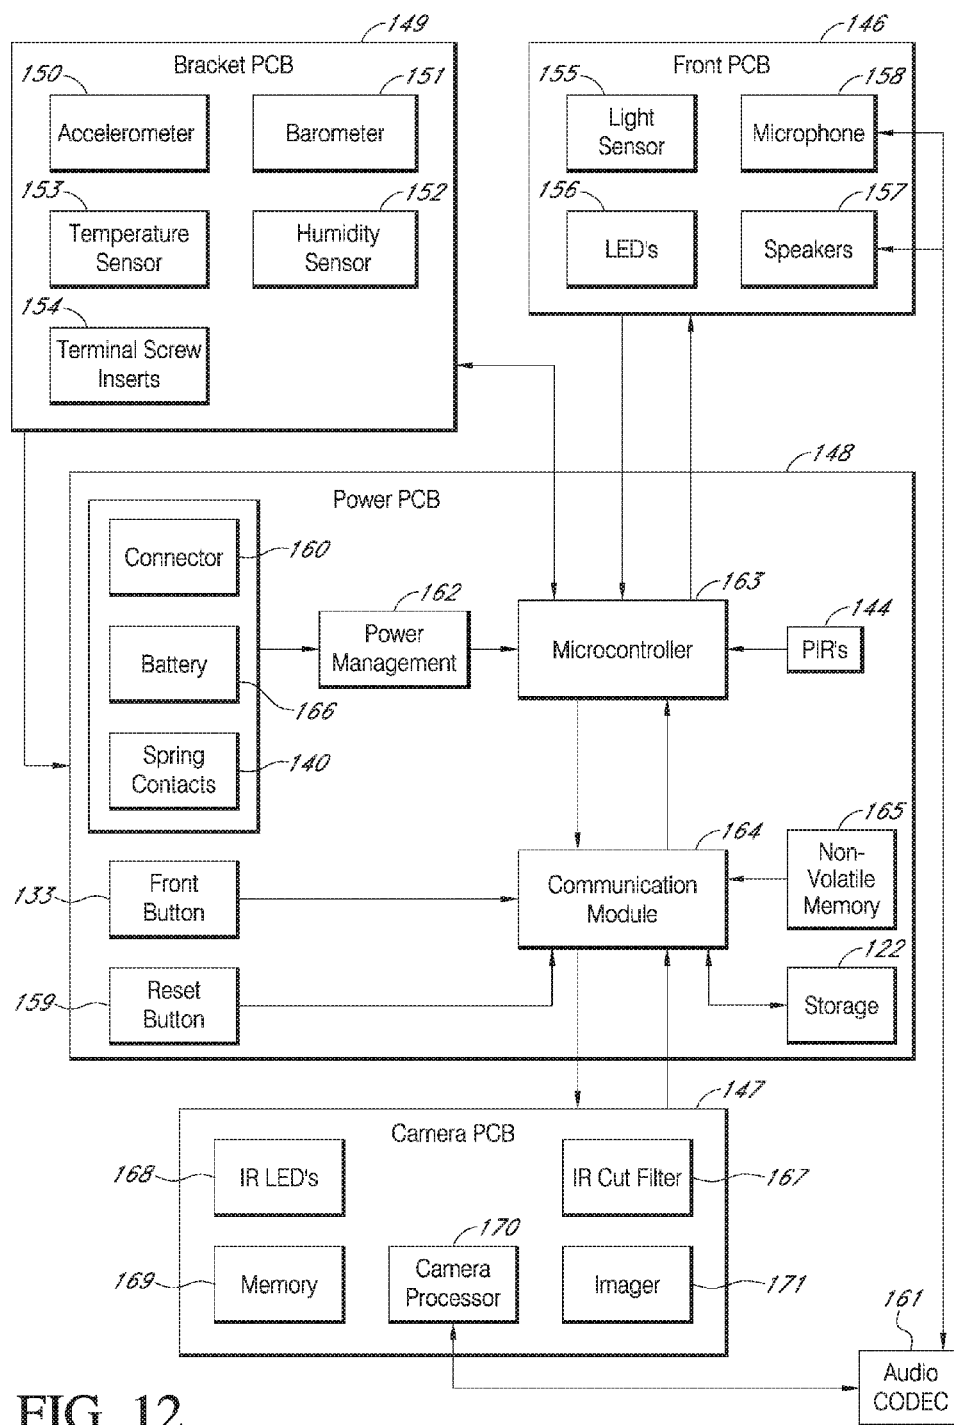 149
Bracket PCB
150
Accelerometer
151
Barometer
153
Temperature
Sensor
152
Humidity
Sensor
154
Terminal Screw
Inserts
146
Front PCB
155
Light
Sensor
158
Microphone
156
LED's
157
Speakers
148
Power PCB
Connector
160
Battery
166
Spring
Contacts
140
162
Power
Management
163
Microcontroller
144
PIR's
164
Communication
Module
165
Non-
Volatile
Memory
133
Front
Button
122
Storage
159
Reset
Button
147
Camera PCB
168
IR LED's
IR Cut Filter
167
169
Memory
170
Camera
Processor
Imager
171
161
Audio
CODEC
FIG. 12